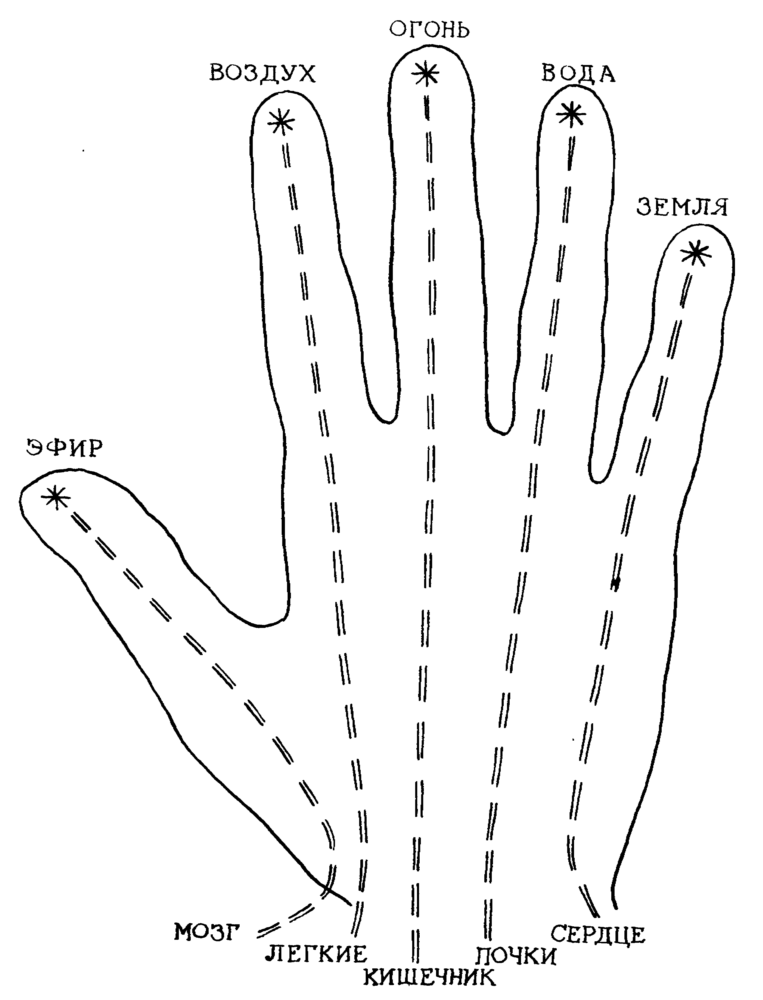 ОГОНЬ
ВОЗДУХ
ВОДА
ЗЕМЛЯ
ЭФИР
МОЗГ
ЛЕГКИЕ
КИШЕЧНИК
ПОЧКИ
СЕРДЦЕ